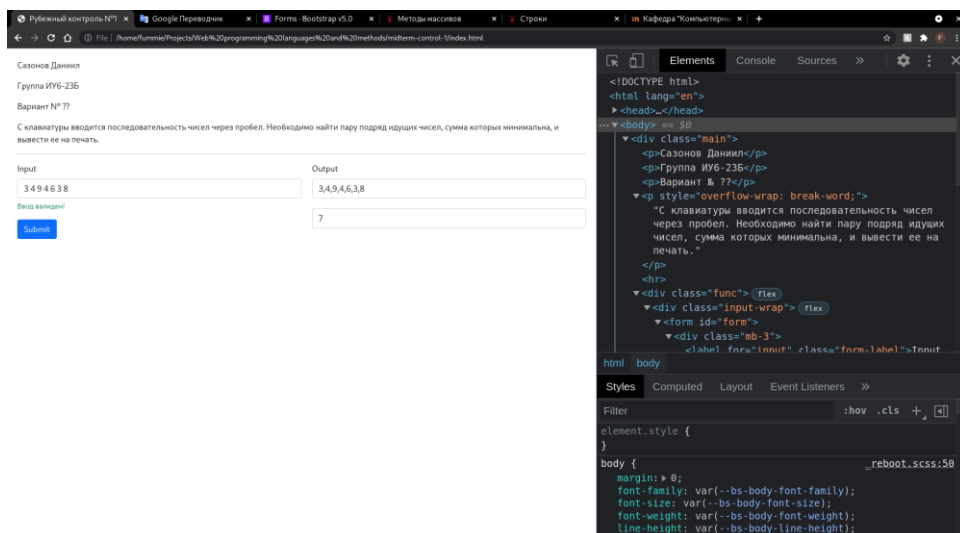 Рубежный контроль №1 × Google Переводчик × B Forms · Bootstrap v5.0 × Методы массивов × Строки × Кафедра "Компьютерны × +
File | /home/fummie/Projects/Web%20programming%20languages%20and%20methods/midterm-control-1/index.html
Сазонов Даниил
Группа ИУ6-23Б
Вариант № ??
С клавиатуры вводится последовательность чисел через пробел. Необходимо найти пару подряд идущих чисел, сумма которых минимальна, и
вывести ее на печать.
Input
3 4 9 4 6 3 8
Ввод валиден!
Submit
Output
3,4,9,4,6,3,8
7
Elements Console Sources »
<!DOCTYPE html>
<html lang="en">
▶<head>…</head>
…▼<body> == $0
▼<div class="main">
<p>Сазонов Даниил</p>
<p>Группа ИУ6-23Б</p>
<p>Вариант № ??</p>
▼<p style="overflow-wrap: break-word;">
"С клавиатуры вводится последовательность чисел
через пробел. Необходимо найти пару подряд идущих
чисел, сумма которых минимальна, и вывести ее на
печать."
</p>
<hr>
▼<div class="func"> flex
▼<div class="input-wrap"> flex
▼<form id="form">
▼<div class="mb-3">
<label for="input" class="form-label">Input
html body
Styles Computed Layout Event Listeners »
Filter :hov .cls +
element.style {
}
body { _reboot.scss:50
margin: ▶ 0;
font-family: var(--bs-body-font-family);
font-size: var(--bs-body-font-size);
font-weight: var(--bs-body-font-weight);
line-height: var(--bs-body-line-height);